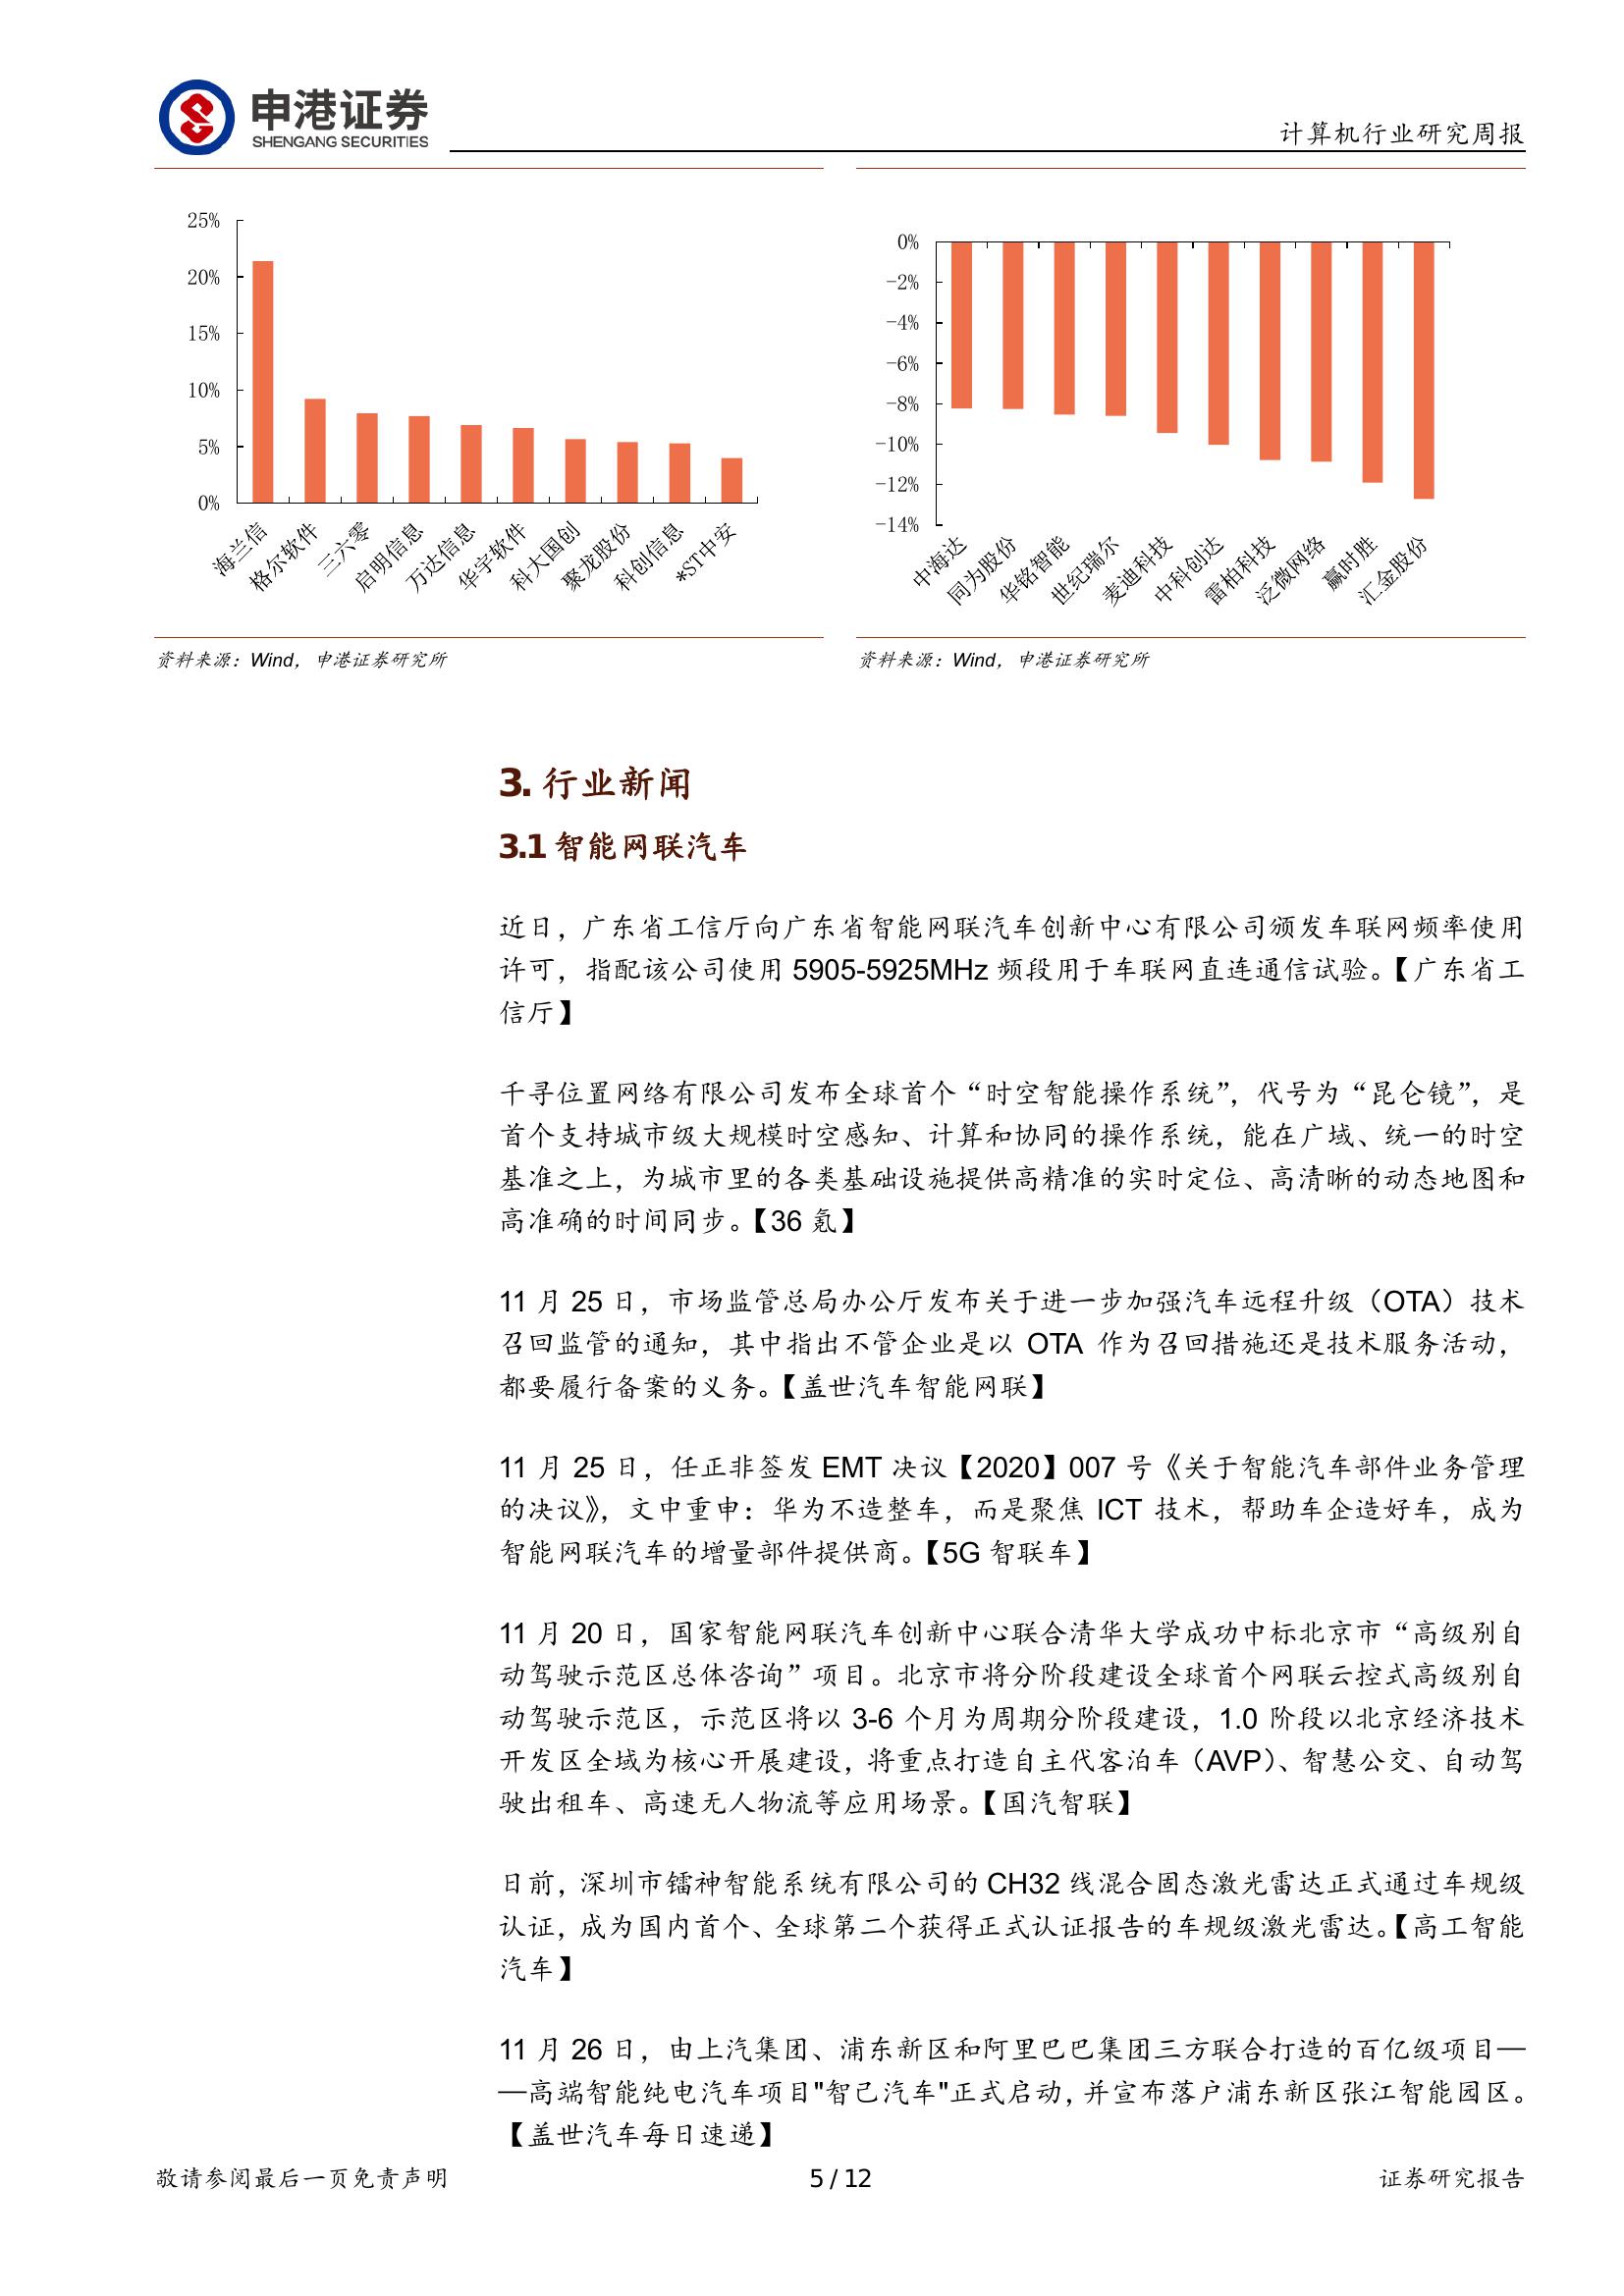 申港证券
SHENGANG SECURITIES
计算机行业研究周报
25%
20%
15%
10%
5%
0%
海兰信
格尔软件
三六零
启明信息
万达信息
华宇软件
科大国创
聚龙股份
科创信息
*ST中安
资料来源：Wind，申港证券研究所
0%
-2%
-4%
-6%
-8%
-10%
-12%
-14%
中海达
同为股份
华铭智能
世纪瑞尔
麦迪科技
中科创达
雷柏科技
泛微网络
赢时胜
汇金股份
资料来源：Wind，申港证券研究所
3. 行业新闻
3.1 智能网联汽车
近日，广东省工信厅向广东省智能网联汽车创新中心有限公司颁发车联网频率使用
许可，指配该公司使用 5905-5925MHz 频段用于车联网直连通信试验。【广东省工
信厅】
千寻位置网络有限公司发布全球首个“时空智能操作系统”，代号为“昆仑镜”，是
首个支持城市级大规模时空感知、计算和协同的操作系统，能在广域、统一的时空
基准之上，为城市里的各类基础设施提供高精准的实时定位、高清晰的动态地图和
高准确的时间同步。【36 氪】
11 月 25 日，市场监管总局办公厅发布关于进一步加强汽车远程升级（OTA）技术
召回监管的通知，其中指出不管企业是以 OTA 作为召回措施还是技术服务活动，
都要履行备案的义务。【盖世汽车智能网联】
11 月 25 日，任正非签发 EMT 决议【2020】007 号《关于智能汽车部件业务管理
的决议》，文中重申：华为不造整车，而是聚焦 ICT 技术，帮助车企造好车，成为
智能网联汽车的增量部件提供商。【5G 智联车】
11 月 20 日，国家智能网联汽车创新中心联合清华大学成功中标北京市“高级别自
动驾驶示范区总体咨询”项目。北京市将分阶段建设全球首个网联云控式高级别自
动驾驶示范区，示范区将以 3-6 个月为周期分阶段建设，1.0 阶段以北京经济技术
开发区全域为核心开展建设，将重点打造自主代客泊车（AVP）、智慧公交、自动驾
驶出租车、高速无人物流等应用场景。【国汽智联】
日前，深圳市镭神智能系统有限公司的 CH32 线混合固态激光雷达正式通过车规级
认证，成为国内首个、全球第二个获得正式认证报告的车规级激光雷达。【高工智能
汽车】
11 月 26 日，由上汽集团、浦东新区和阿里巴巴集团三方联合打造的百亿级项目—
—高端智能纯电汽车项目"智己汽车"正式启动，并宣布落户浦东新区张江智能园区。
【盖世汽车每日速递】
敬请参阅最后一页免责声明
5 / 12
证券研究报告